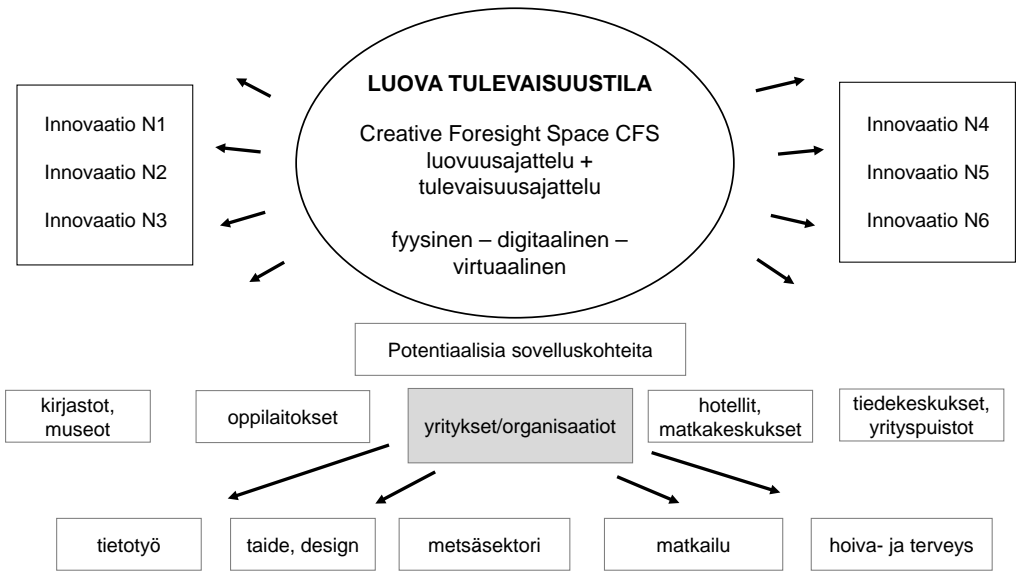 LUOVA TULEVAISUUSTILA
Creative Foresight Space CFS
luovuusajattelu +
tulevaisuusajattelu
fyysinen – digitaalinen –
virtuaalinen
Innovaatio N1
Innovaatio N2
Innovaatio N3
Innovaatio N4
Innovaatio N5
Innovaatio N6
Potentiaalisia sovelluskohteita
kirjastot,
museot
oppilaitokset
yritykset/organisaatiot
hotellit,
matkakeskukset
tiedekeskukset,
yrityspuistot
tietotyö
taide, design
metsäsektori
matkailu
hoiva- ja terveys